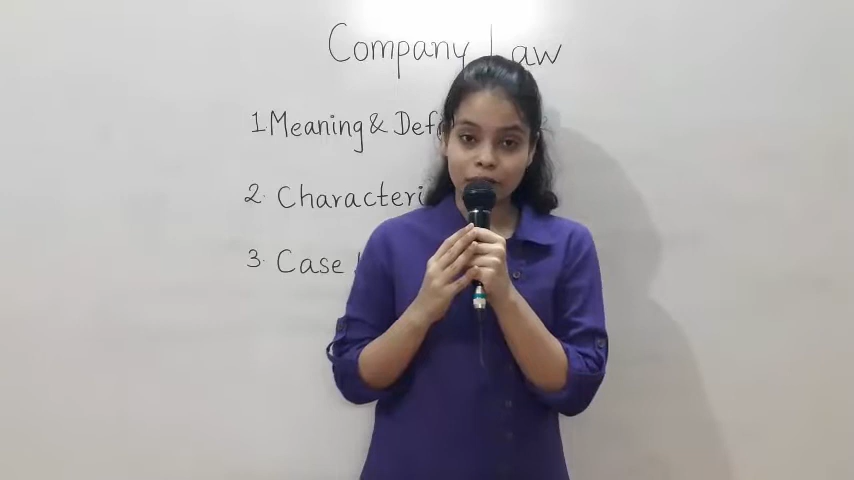 Company Law
1. Meaning & Defi
2. Characteri
3. Case